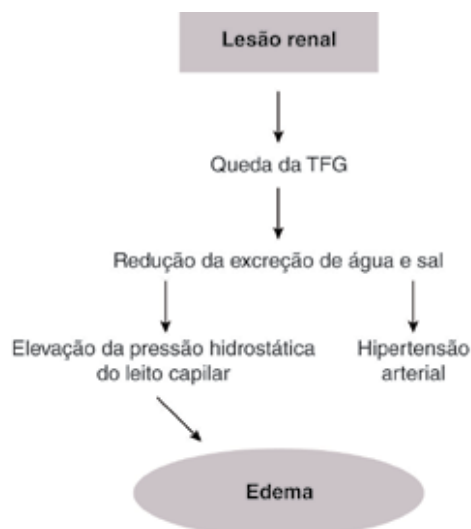 Lesão renal
Queda da TFG
Redução da excreção de água e sal
Elevação da pressão hidrostática
do leito capilar
Hipertensão
arterial
Edema